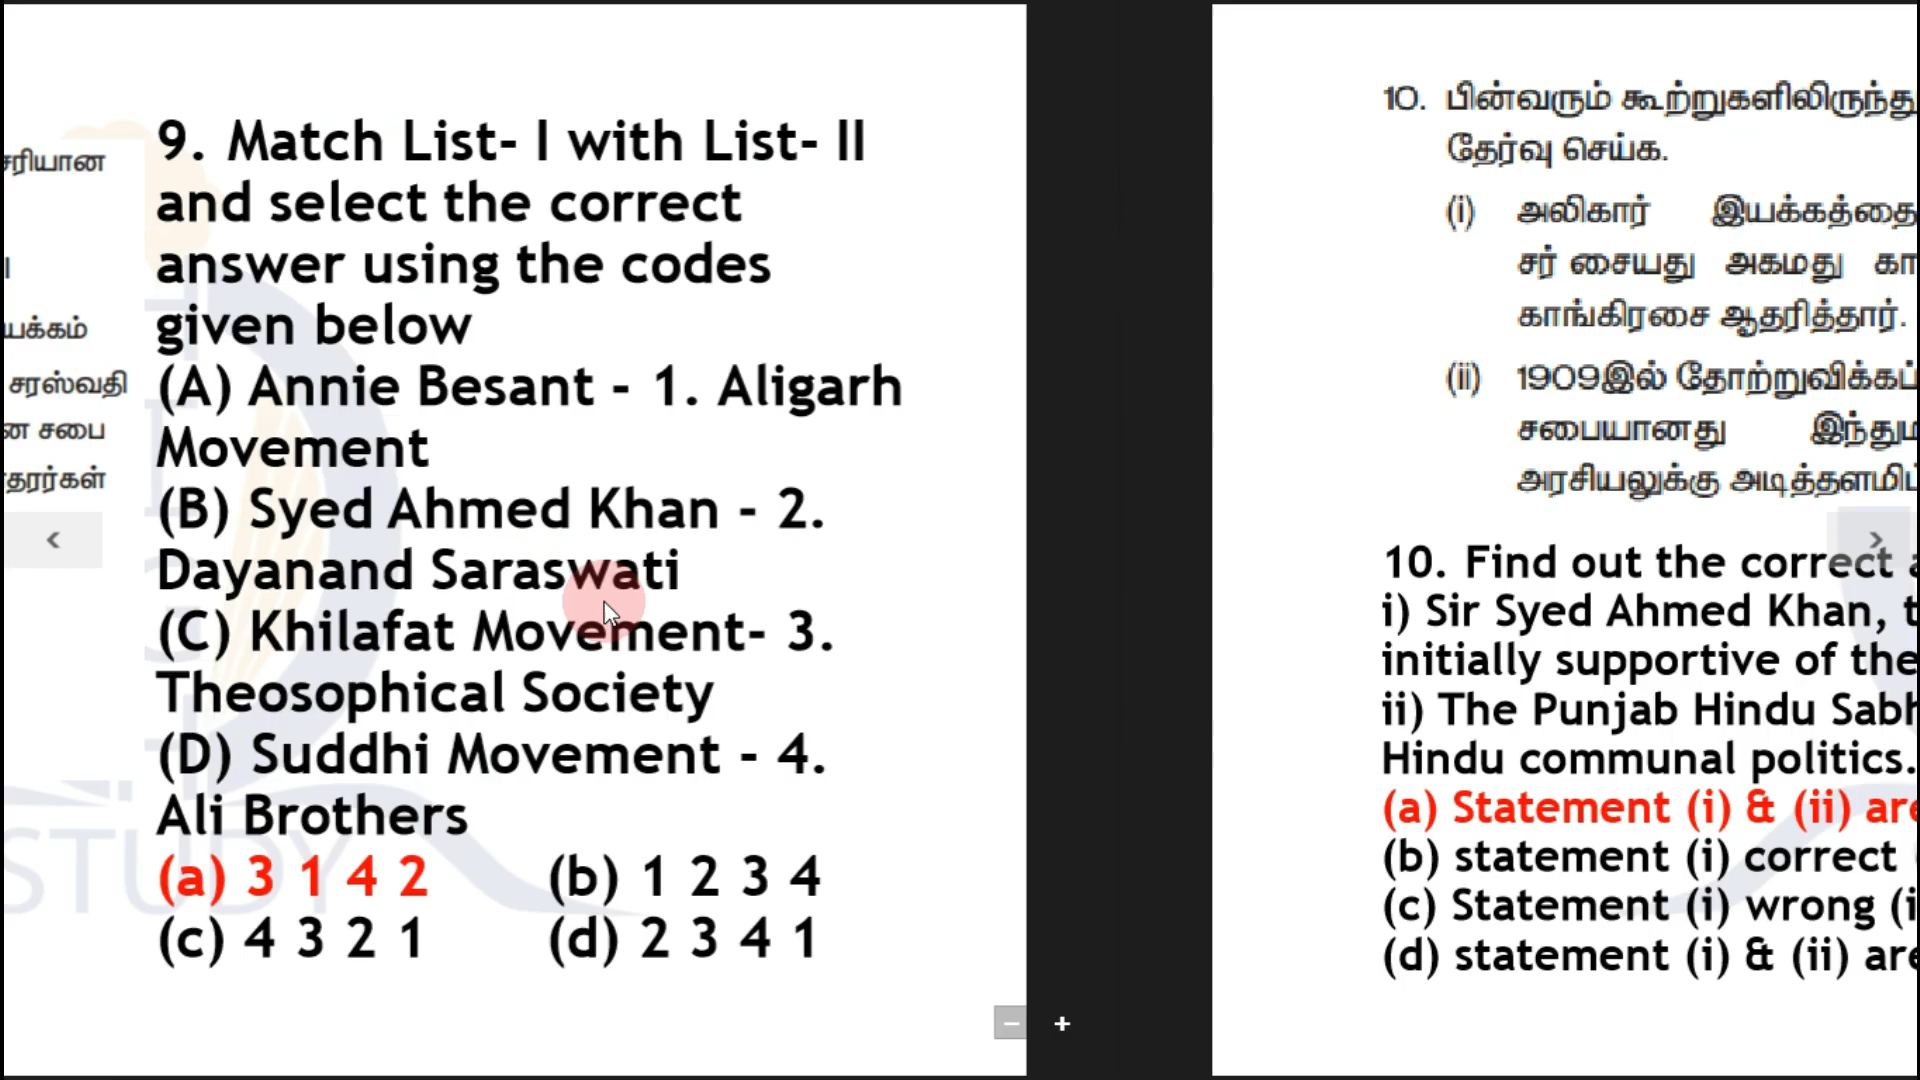 சரியான
யக்கம்
சரஸ்வதி
ன சபை
தரர்கள்
9. Match List- I with List- II
and select the correct
answer using the codes
given below
(A) Annie Besant - 1. Aligarh
Movement
(B) Syed Ahmed Khan - 2.
Dayanand Saraswati
(C) Khilafat Movement- 3.
Theosophical Society
(D) Suddhi Movement - 4.
Ali Brothers
(a) 3 1 4 2 (b) 1 2 3 4
(c) 4 3 2 1 (d) 2 3 4 1
STUDY
10. பின்வரும் கூற்றுகளிலிருந்து
தேர்வு செய்க.
(i) அலிகார் இயக்கத்தை
சர் சையது அகமது கா
காங்கிரசை ஆதரித்தார்.
(ii) 1909இல் தோற்றுவிக்கப்
சபையானது இந்தும
அரசியலுக்கு அடித்தளமிட
10. Find out the correct a
i) Sir Syed Ahmed Khan, t
initially supportive of the
ii) The Punjab Hindu Sabh
Hindu communal politics.
(a) Statement (i) & (ii) are
(b) statement (i) correct
(c) Statement (i) wrong (i
(d) statement (i) & (ii) are